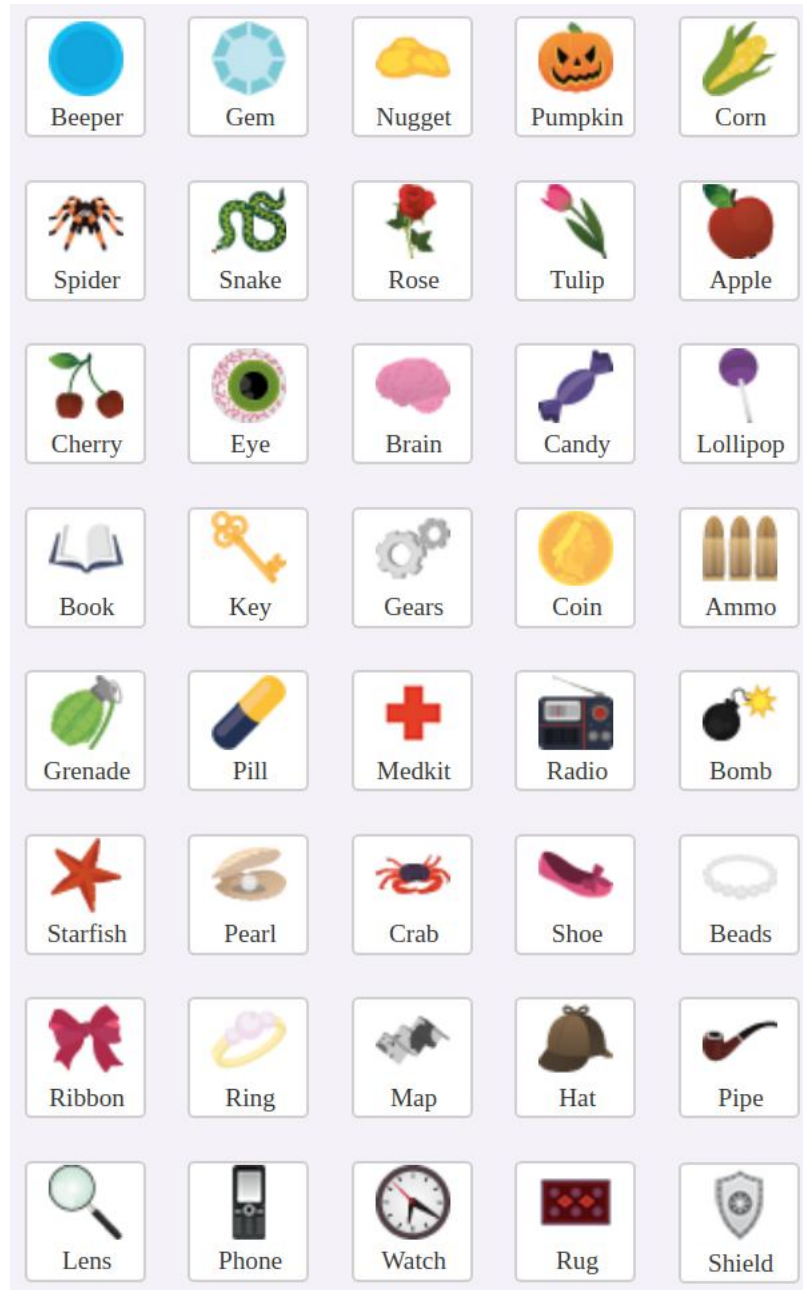 Beeper Gem Nugget Pumpkin Corn
Spider Snake Rose Tulip Apple
Cherry Eye Brain Candy Lollipop
Book Key Gears Coin Ammo
Grenade Pill Medkit Radio Bomb
Starfish Pearl Crab Shoe Beads
Ribbon Ring Map Hat Pipe
Lens Phone Watch Rug Shield